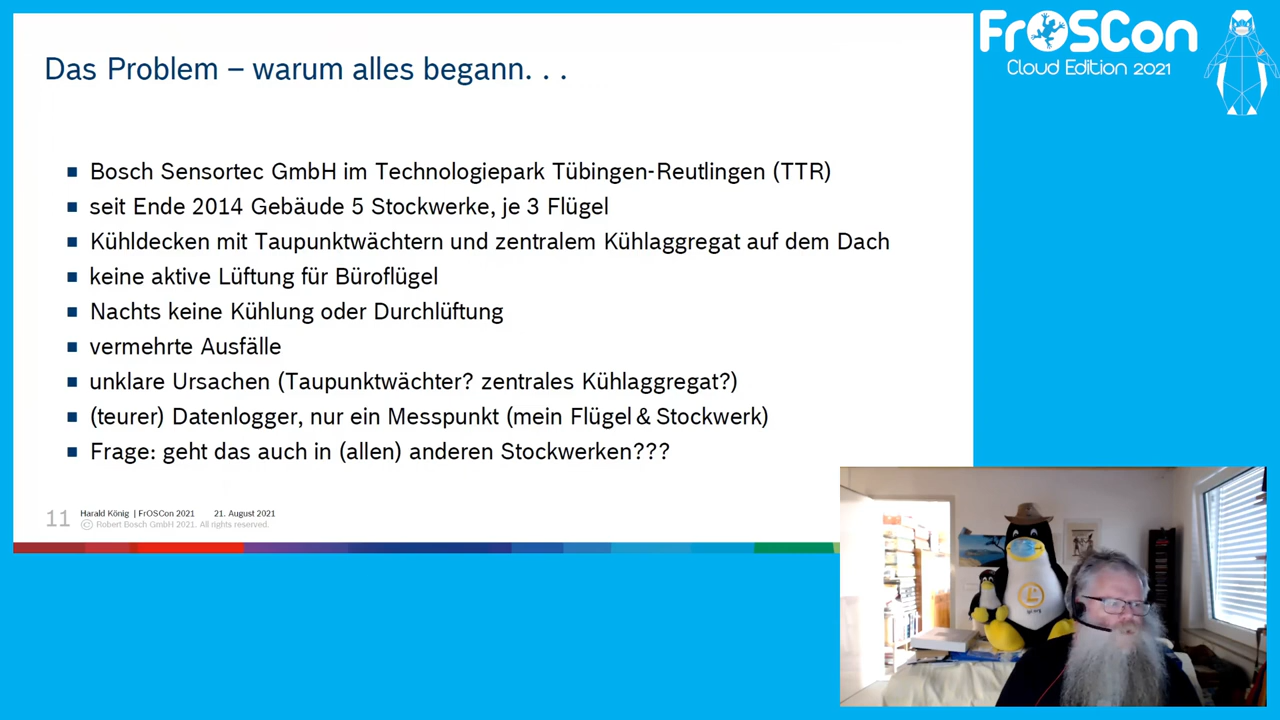 FrOSCon
Cloud Edition 2021
Das Problem – warum alles begann. . .
Bosch Sensortec GmbH im Technologiepark Tübingen-Reutlingen (TTR)
seit Ende 2014 Gebäude 5 Stockwerke, je 3 Flügel
Kühldecken mit Taupunktwächtern und zentralem Kühlaggregat auf dem Dach
keine aktive Lüftung für Büroflügel
Nachts keine Kühlung oder Durchlüftung
vermehrte Ausfälle
unklare Ursachen (Taupunktwächter? zentrales Kühlaggregat?)
(teurer) Datenlogger, nur ein Messpunkt (mein Flügel & Stockwerk)
Frage: geht das auch in (allen) anderen Stockwerken???
11 Harald König | FrOSCon 2021 21. August 2021
© Robert Bosch GmbH 2021. All rights reserved.